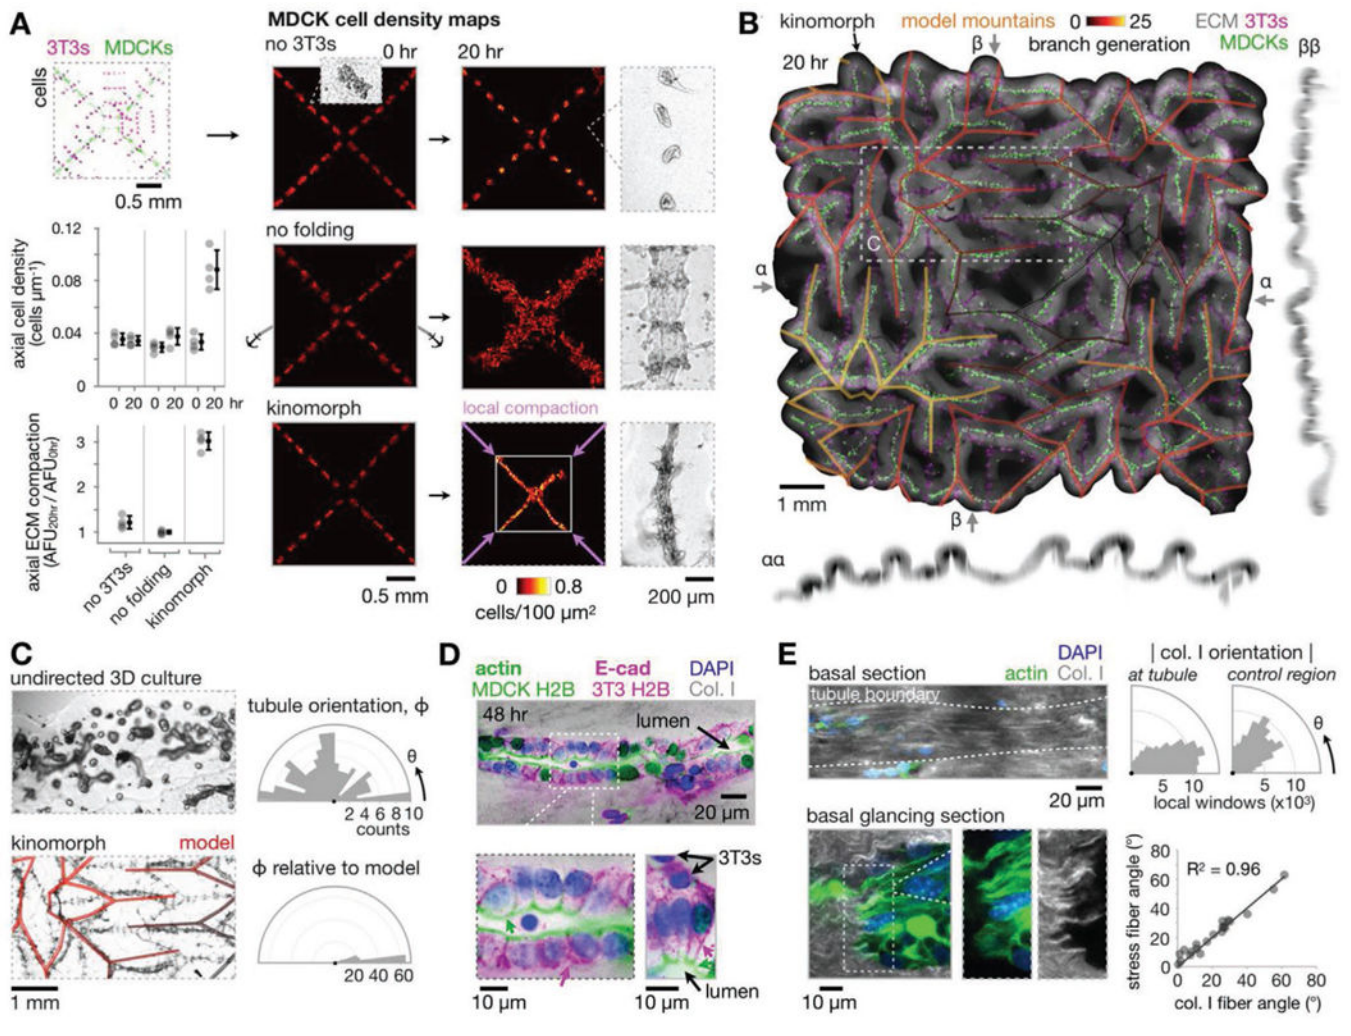 A
MDCK cell density maps
3T3s MDCKs
cells
0.5 mm
no 3T3s
0 hr
20 hr
0.12
0.08
0.04
0
axial cell density
(cells µm⁻¹)
0 20 0 20 0 20 hr
no folding
3
2
1
axial ECM compaction
(AFU20hr / AFU0hr)
no 3T3s
no folding
kinomorph
kinomorph
local compaction
0.5 mm
0 0.8
cells/100 µm²
200 µm
B
kinomorph
model mountains
0 25
branch generation
ECM 3T3s
MDCKs
20 hr
β
ββ
α
α
C
1 mm
β
αα
C
undirected 3D culture
tubule orientation, ϕ
θ
2 4 6 8 10
counts
kinomorph
model
ϕ relative to model
20 40 60
1 mm
D
actin
E-cad
DAPI
MDCK H2B
3T3 H2B
Col. I
48 hr
lumen
20 µm
3T3s
lumen
10 µm
10 µm
E
basal section
DAPI
actin
Col. I
tubule boundary
20 µm
| col. I orientation |
at tubule
control region
θ
5 10
5 10
local windows (x10³)
basal glancing section
10 µm
80
60
40
20
0
R² = 0.96
stress fiber angle (°)
0 20 40 60 80
col. I fiber angle (°)